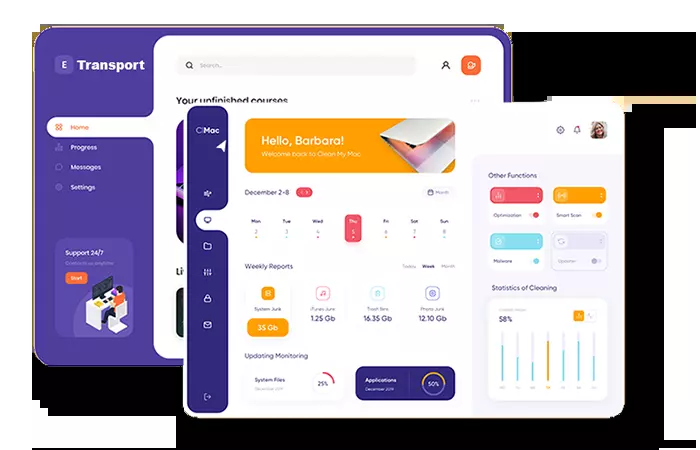 E Transport
Search...
Your unfinished courses
Home
Progress
Messages
Settings
Support 24/7
Start
CiMac
Hello, Barbara!
Welcome back to Clean My Mac
December 2-8
Month
Mon Tue Wed Thu Fri Sat Sun
2 3 4 5 6 7 8
Weekly Reports
Today Week Month
System Junk
35 Gb
iTunes Junk
1.25 Gb
Trash Bins
16.35 Gb
Photo Junk
12.10 Gb
Updating Monitoring
System Files
December 2019
25%
Applications
December 2019
50%
Other Functions
Optimization
Smart Scan
Malware
Updater
Statistics of Cleaning
58%